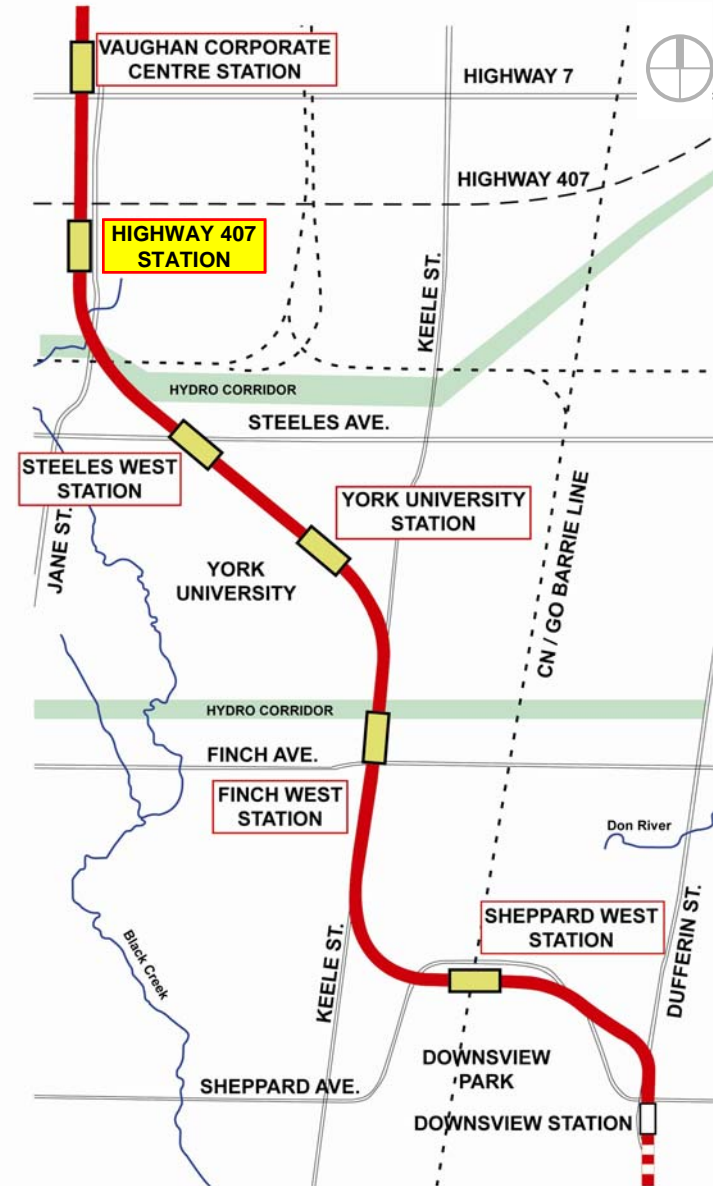 VAUGHAN CORPORATE
CENTRE STATION
HIGHWAY 7
HIGHWAY 407
HIGHWAY 407
STATION
KEELE ST.
HYDRO CORRIDOR
STEELES AVE.
STEELES WEST
STATION
YORK UNIVERSITY
STATION
JANE ST.
YORK
UNIVERSITY
CN / GO BARRIE LINE
HYDRO CORRIDOR
FINCH AVE.
FINCH WEST
STATION
Don River
SHEPPARD WEST
STATION
DUFFERIN ST.
Black Creek
KEELE ST.
DOWNSVIEW
PARK
SHEPPARD AVE.
DOWNSVIEW STATION